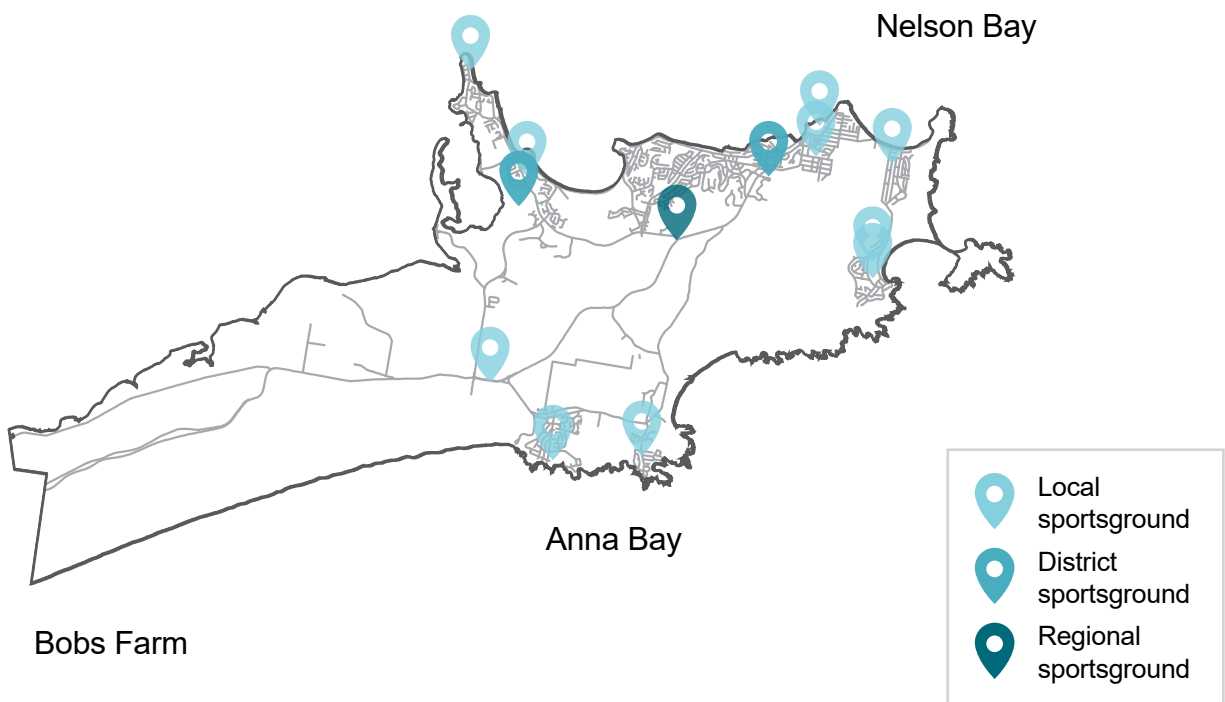 Nelson Bay
Anna Bay
Bobs Farm
Local
sportsground
District
sportsground
Regional
sportsground